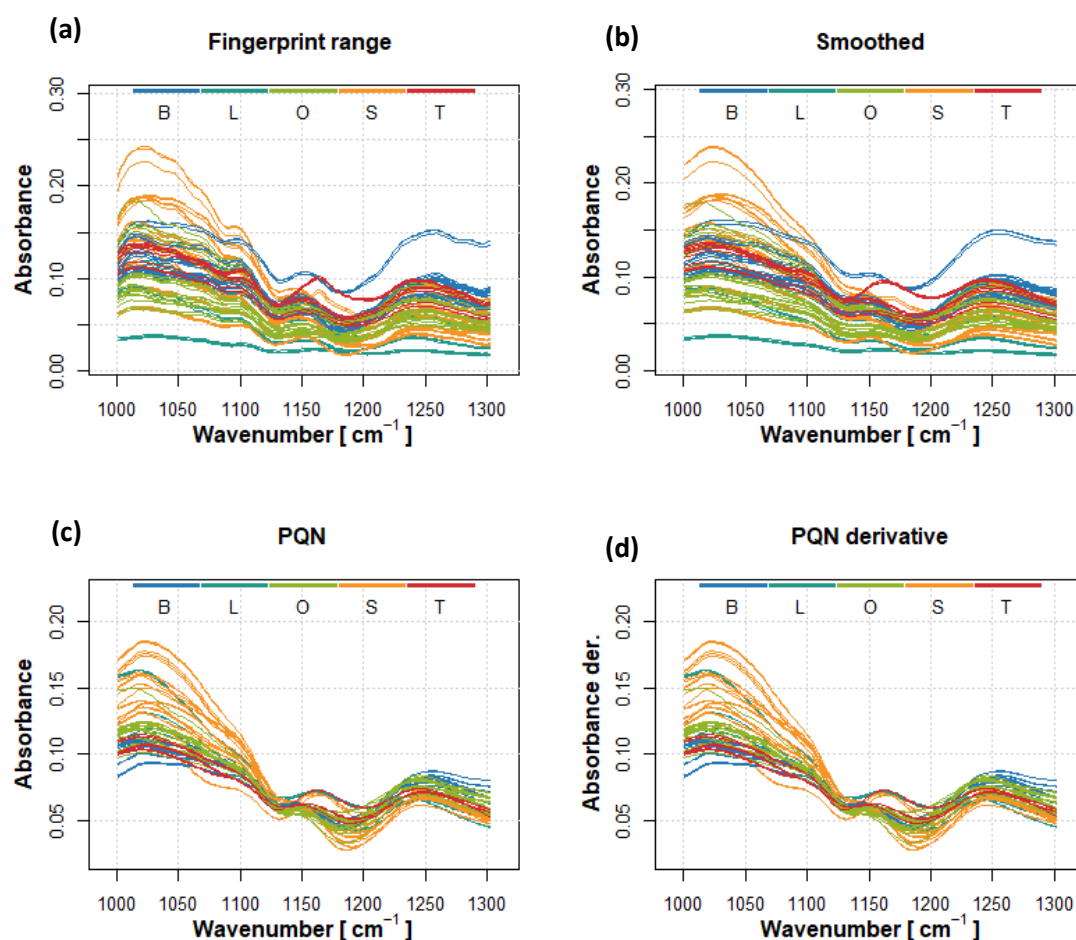 (a)
Fingerprint range
B L O S T
0.00 0.10 0.20 0.30
Absorbance
1000 1050 1100 1150 1200 1250 1300
Wavenumber [ cm⁻¹ ]
(b)
Smoothed
B L O S T
0.00 0.10 0.20 0.30
Absorbance
1000 1050 1100 1150 1200 1250 1300
Wavenumber [ cm⁻¹ ]
(c)
PQN
B L O S T
0.05 0.10 0.15 0.20
Absorbance
1000 1050 1100 1150 1200 1250 1300
Wavenumber [ cm⁻¹ ]
(d)
PQN derivative
B L O S T
0.05 0.10 0.15 0.20
Absorbance der.
1000 1050 1100 1150 1200 1250 1300
Wavenumber [ cm⁻¹ ]